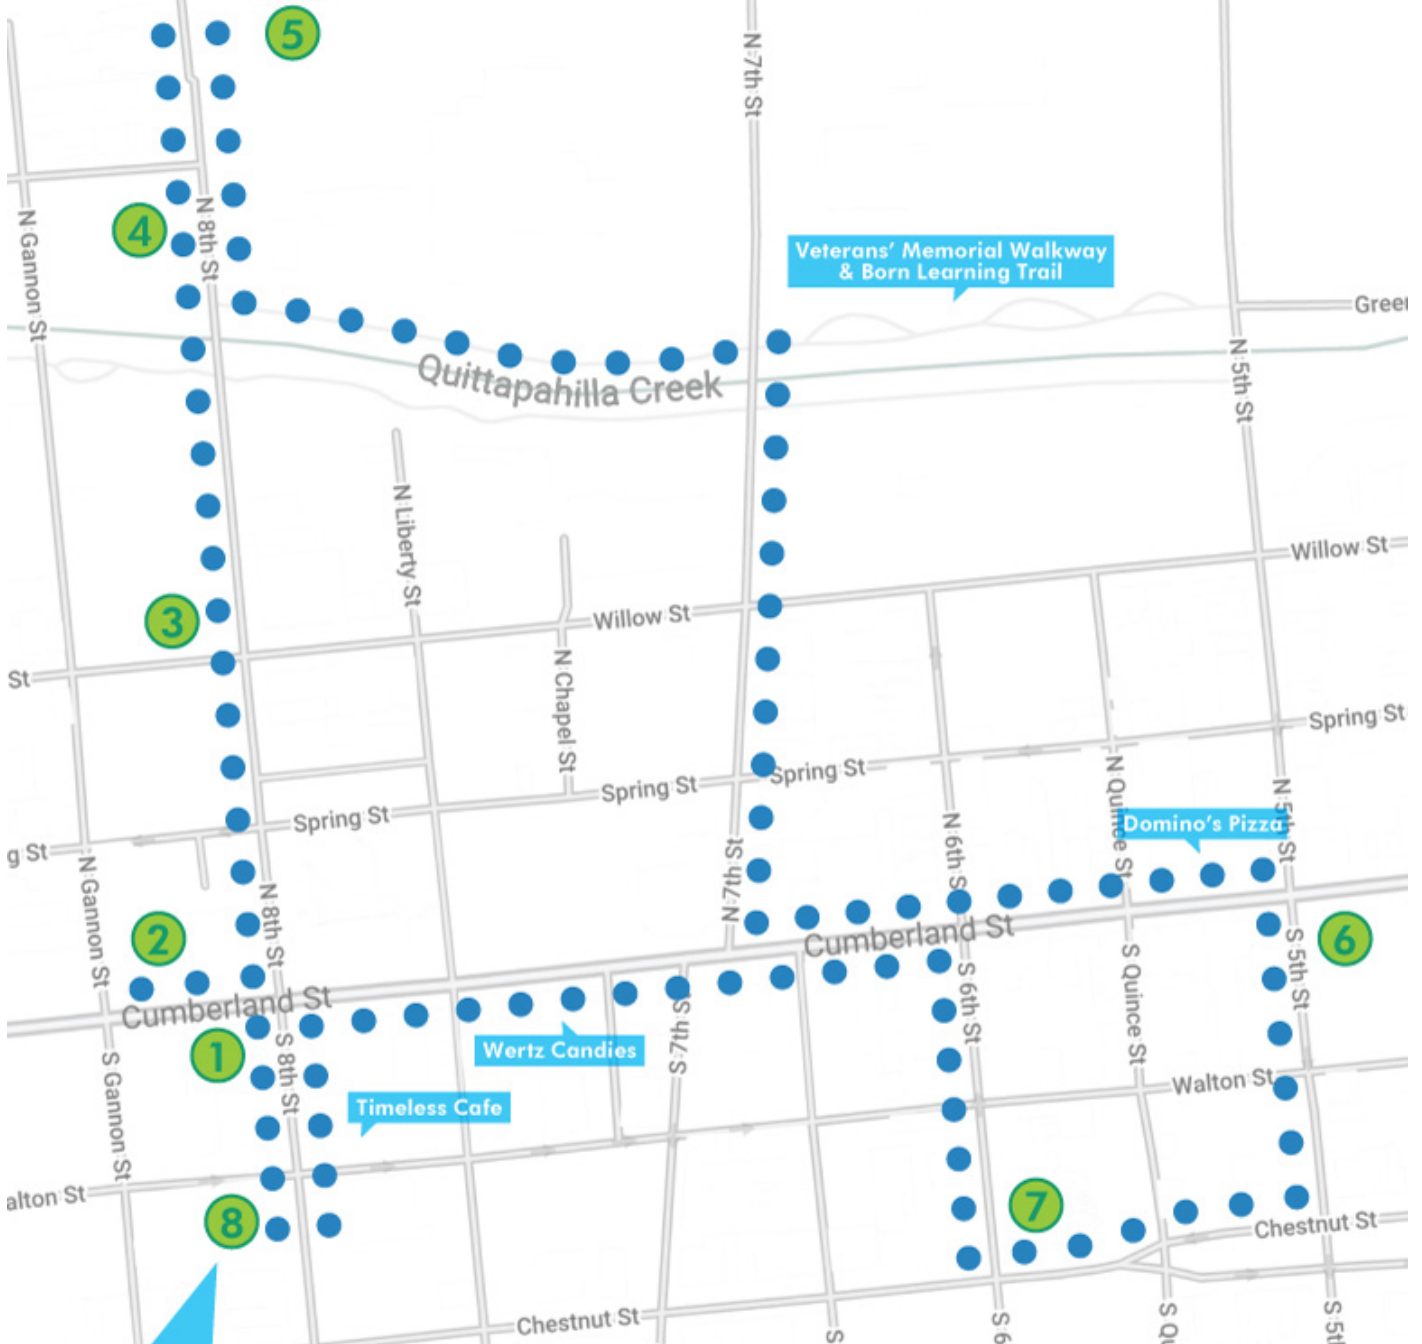 5
N 7th St
N Gannon St
4
N 8th St
Veterans' Memorial Walkway
& Born Learning Trail
Green
N 5th St
Quittapahilla Creek
N Liberty St
Willow St
Willow St
3
St
N Chapel St
Spring St
Spring St
Spring St
Spring St
g St
N Quince St
N 5th St
Domino's Pizza
N 6th St
N 7th St
N Gannon St
N 8th St
2
Cumberland St
6
Cumberland St
S 5th St
S Quince St
S 6th St
1
S 8th St
S 7th St
Wertz Candies
S Gannon St
Walton St
Timeless Cafe
alton St
8
7
Chestnut St
Chestnut St
S
S 6
S Qu
S 5t